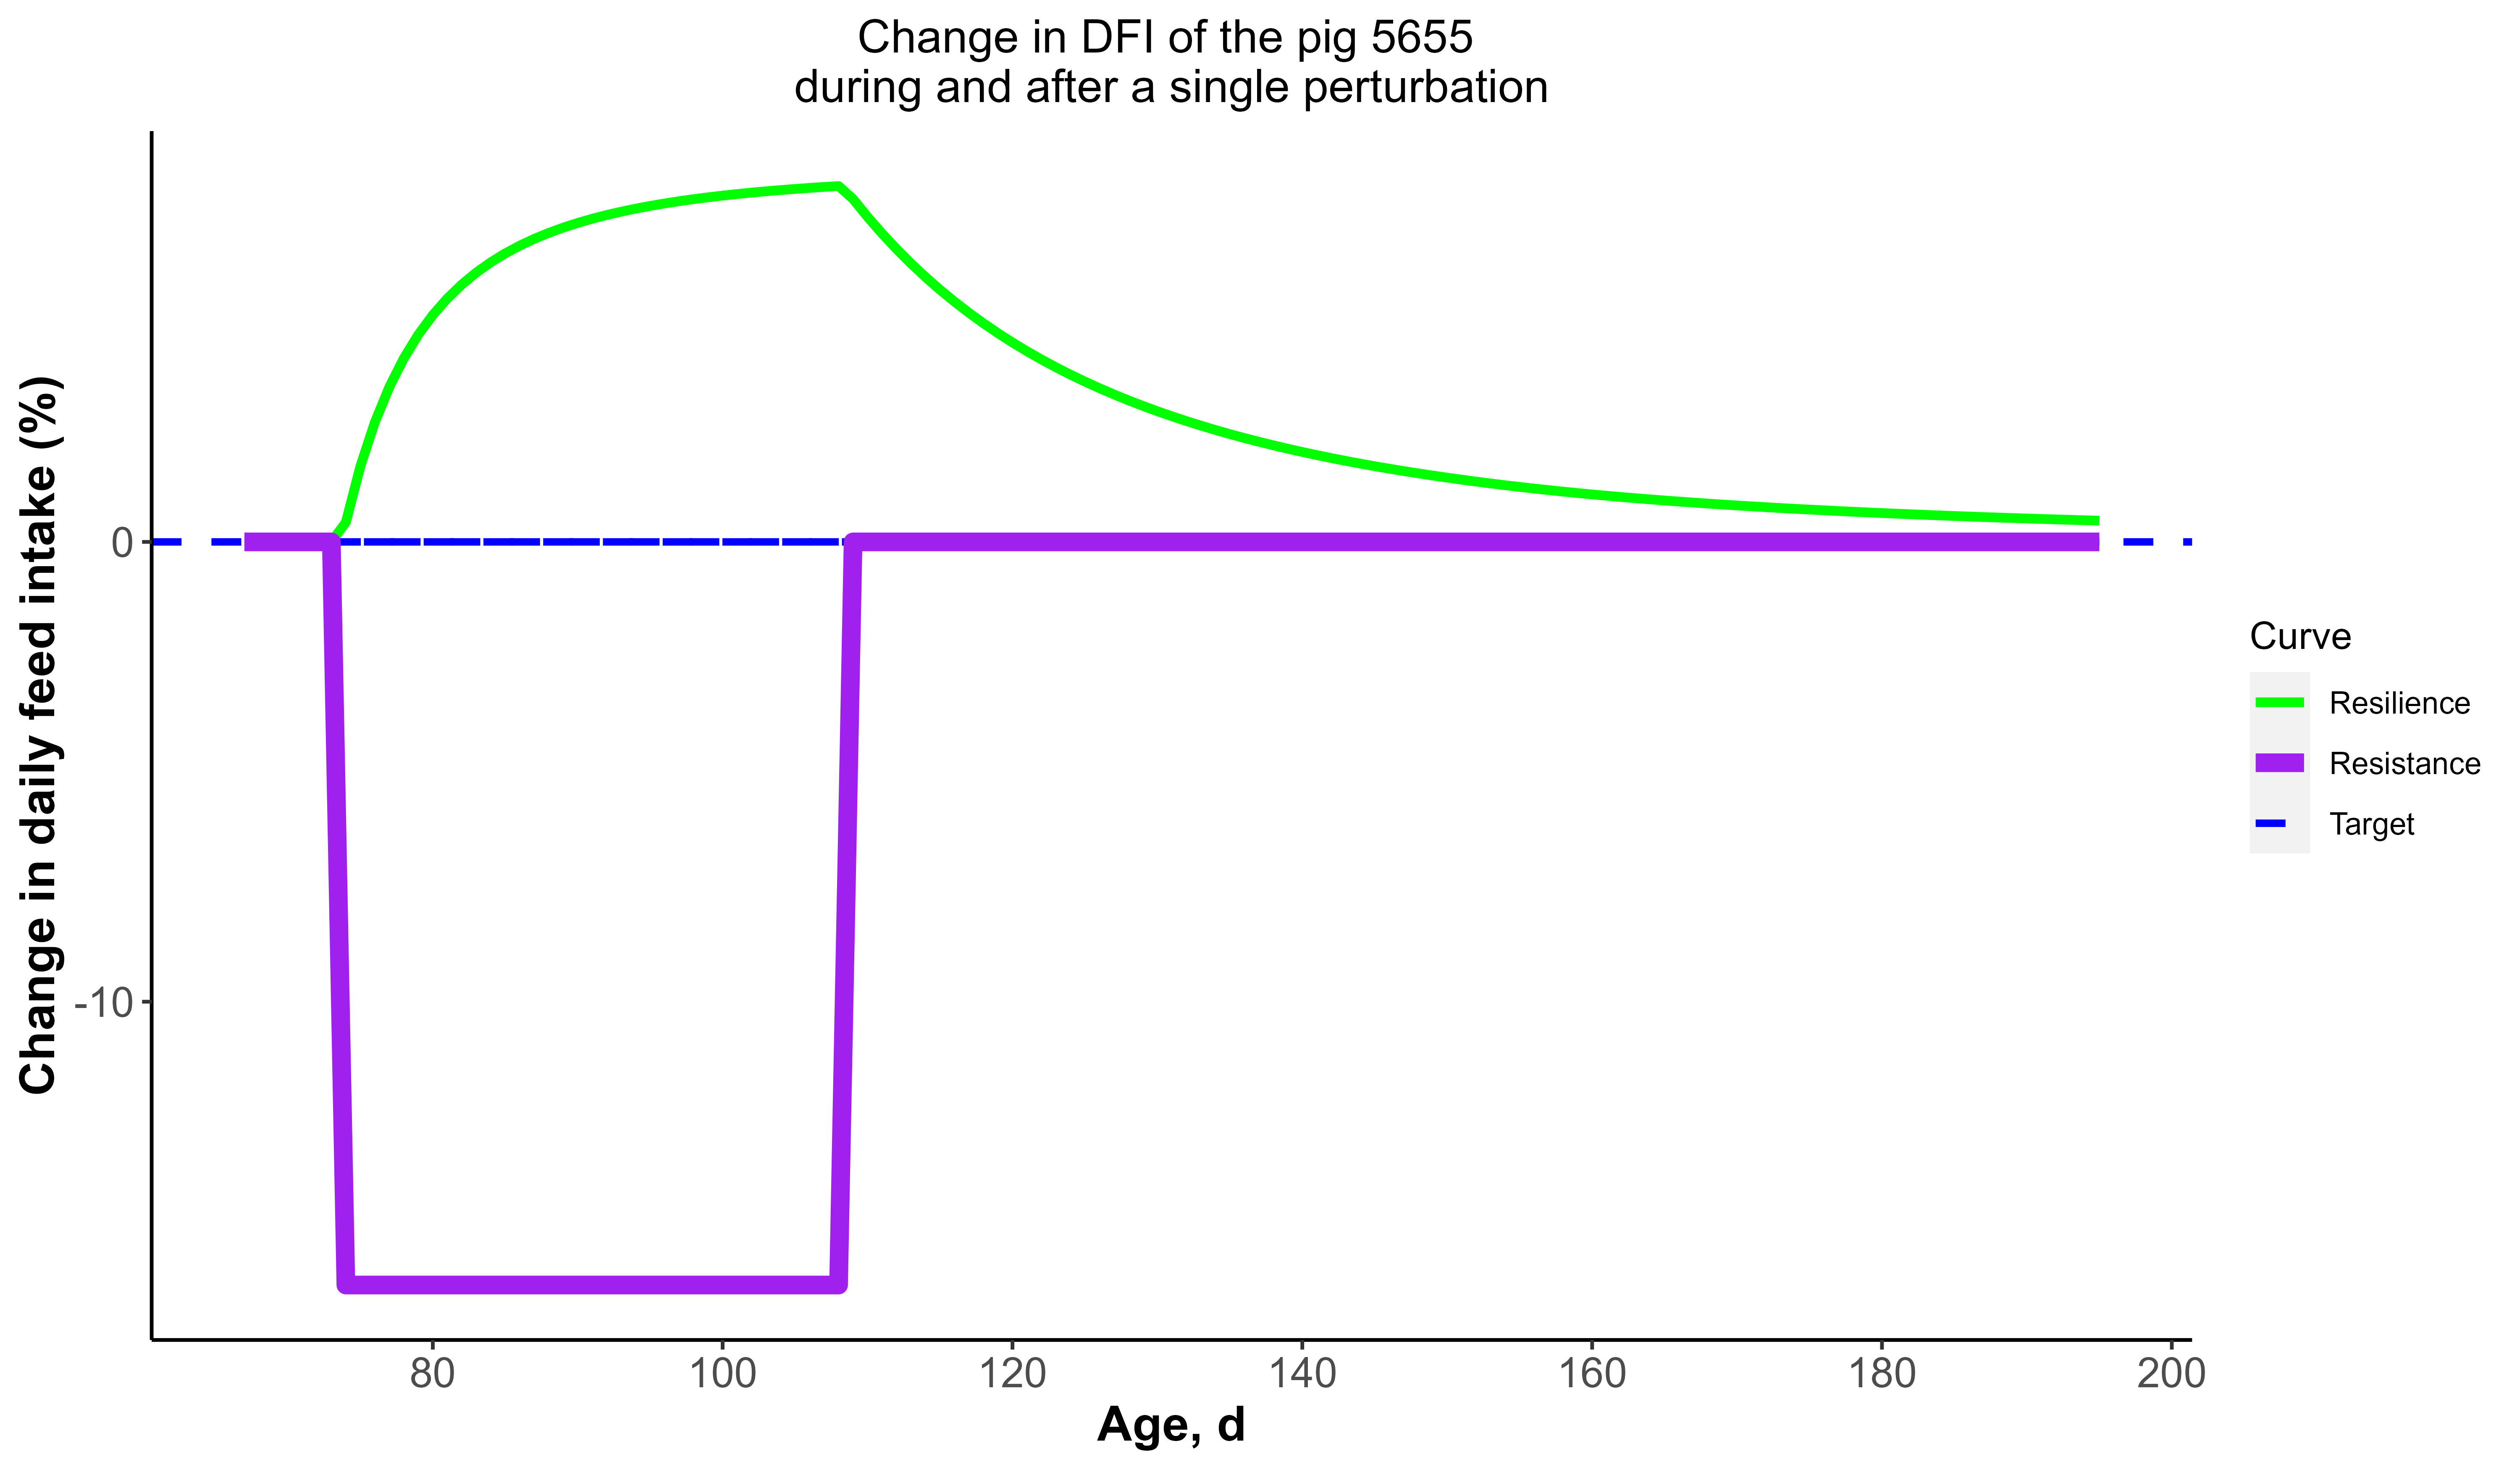 Change in DFI of the pig 5655
during and after a single perturbation
Change in daily feed intake (%)
0
-10
80
100
120
140
160
180
200
Age, d
Curve
Resilience
Resistance
Target